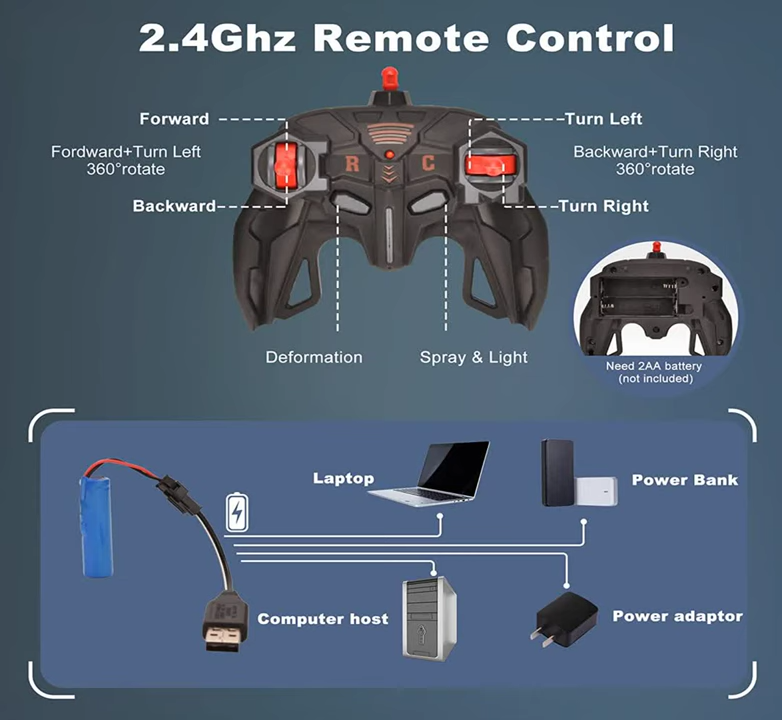 2.4Ghz Remote Control
Forward
Turn Left
Fordward+Turn Left
360°rotate
Backward+Turn Right
360°rotate
R C
Backward
Turn Right
Deformation
Spray & Light
Need 2AA battery
(not included)
Laptop
Power Bank
Computer host
Power adaptor